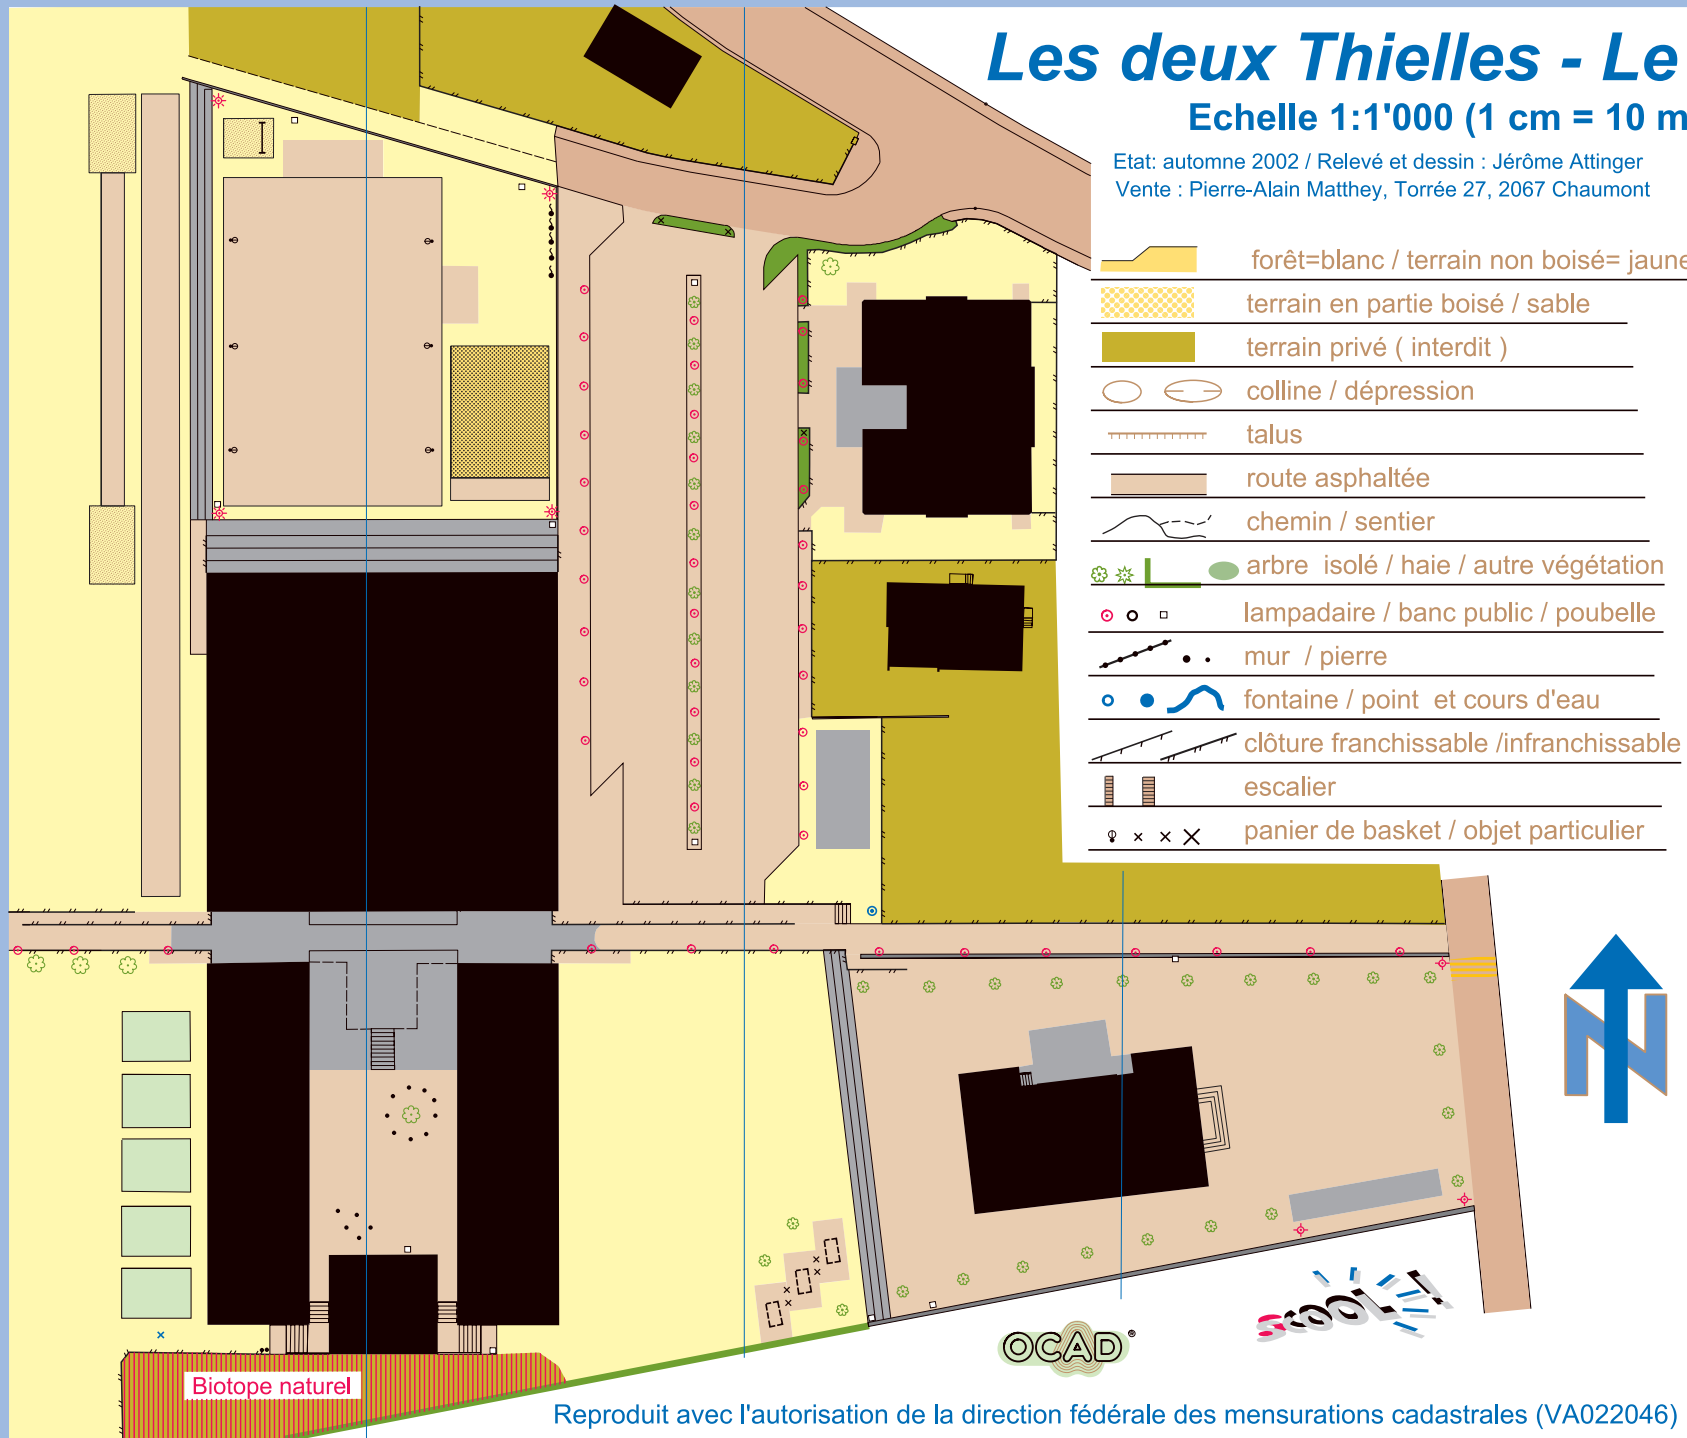 Les deux Thielles - Le
Echelle 1:1'000 (1 cm = 10 m
Etat: automne 2002 / Relevé et dessin : Jérôme Attinger
Vente : Pierre-Alain Matthey, Torrée 27, 2067 Chaumont
forêt=blanc / terrain non boisé= jaune
terrain en partie boisé / sable
terrain privé ( interdit )
colline / dépression
talus
route asphaltée
chemin / sentier
arbre isolé / haie / autre végétation
lampadaire / banc public / poubelle
mur / pierre
fontaine / point et cours d'eau
clôture franchissable /infranchissable
escalier
panier de basket / objet particulier
N
scool
OCAD®
Biotope naturel
Reproduit avec l'autorisation de la direction fédérale des mensurations cadastrales (VA022046)